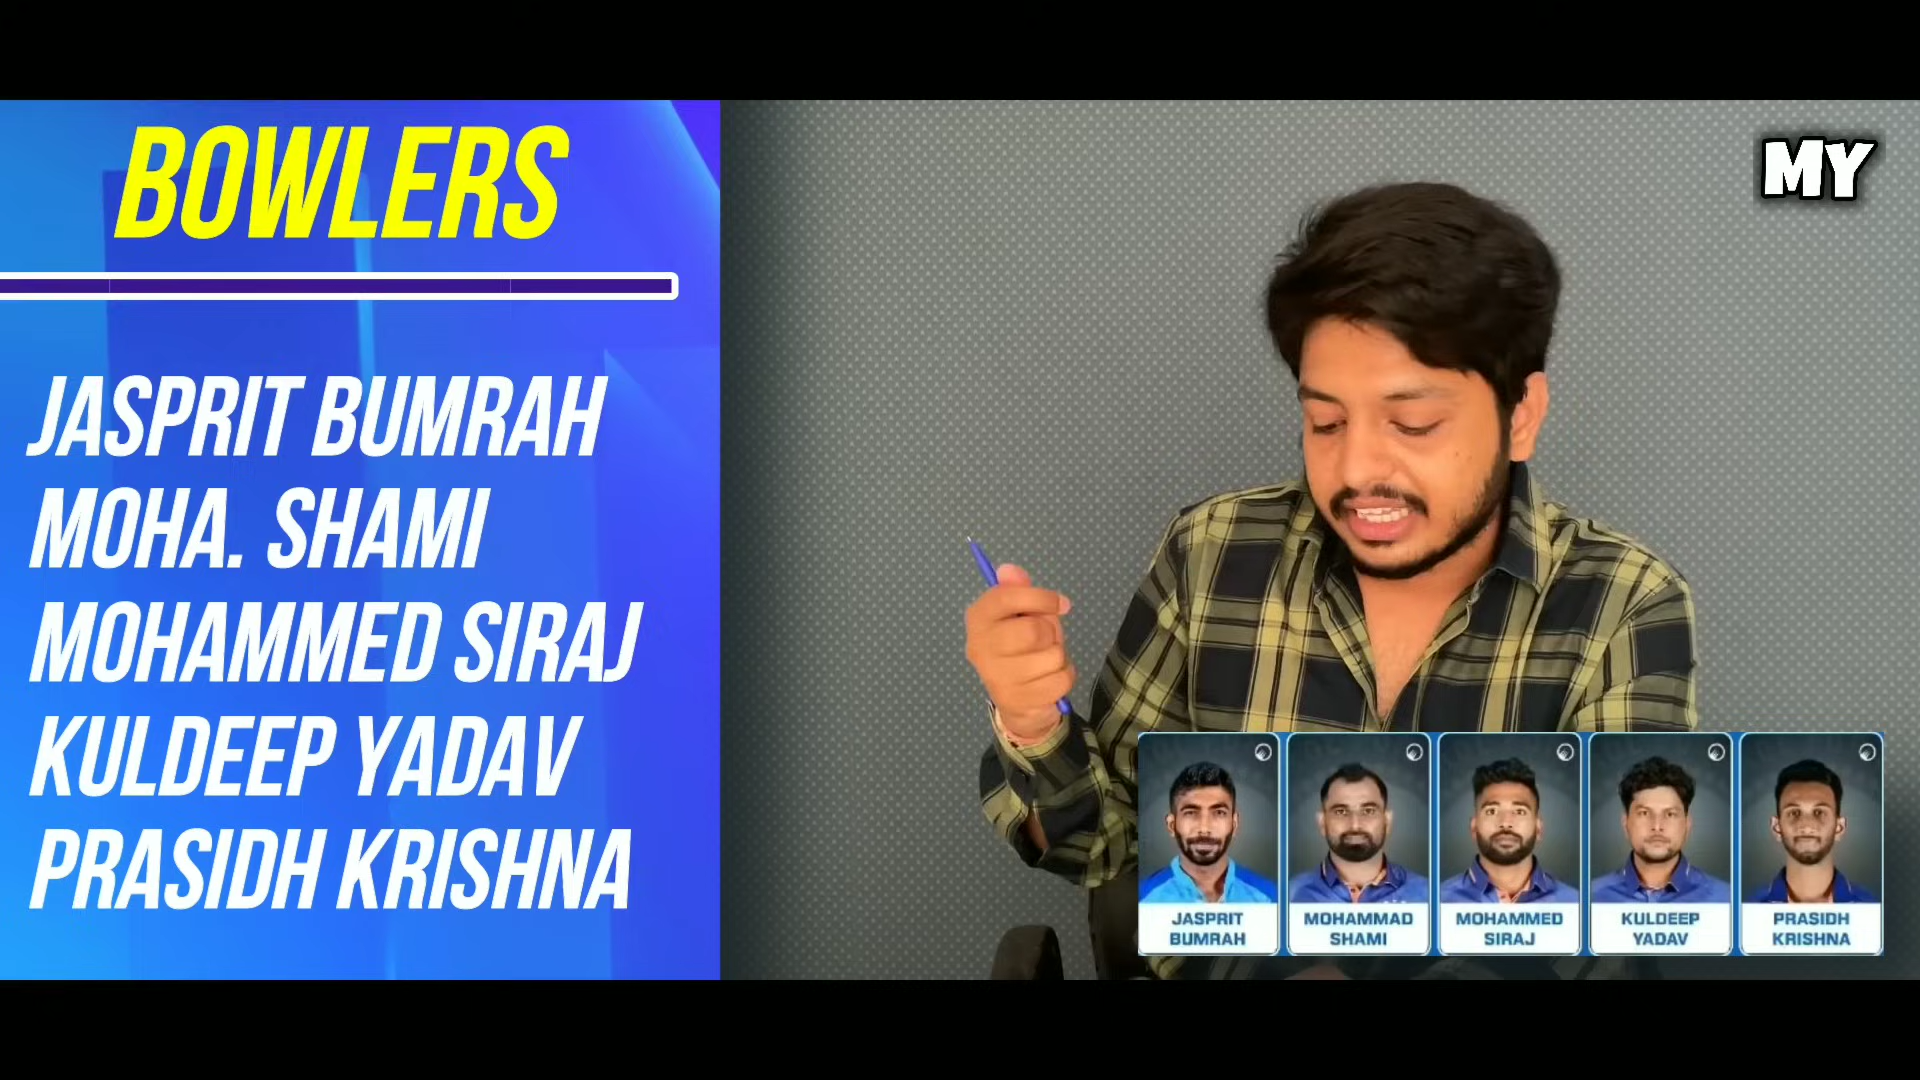 BOWLERS
MY
JASPRIT BUMRAH
MOHA. SHAMI
MOHAMMED SIRAJ
KULDEEP YADAV
PRASIDH KRISHNA
JASPRIT
BUMRAH
MOHAMMAD
SHAMI
MOHAMMED
SIRAJ
KULDEEP
YADAV
PRASIDH
KRISHNA